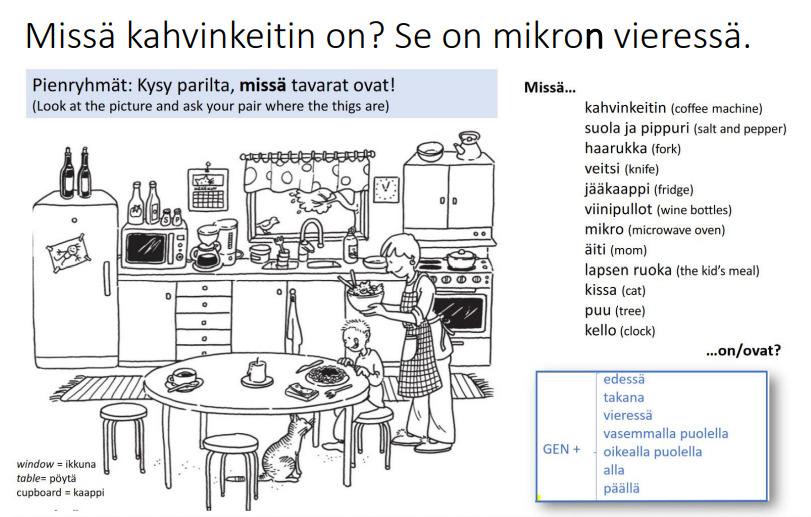 Missä kahvinkeitin on? Se on mikron vieressä.
Pienryhmät: Kysy parilta, missä tavarat ovat!
(Look at the picture and ask your pair where the thigs are)
Missä...
kahvinkeitin (coffee machine)
suola ja pippuri (salt and pepper)
haarukka (fork)
veitsi (knife)
jääkaappi (fridge)
viinipullot (wine bottles)
mikro (microwave oven)
äiti (mom)
lapsen ruoka (the kid's meal)
kissa (cat)
puu (tree)
kello (clock)
...on/ovat?
S P
window = ikkuna
table= pöytä
cupboard = kaappi
GEN +
edessä
takana
vieressä
vasemmalla puolella
oikealla puolella
alla
päällä